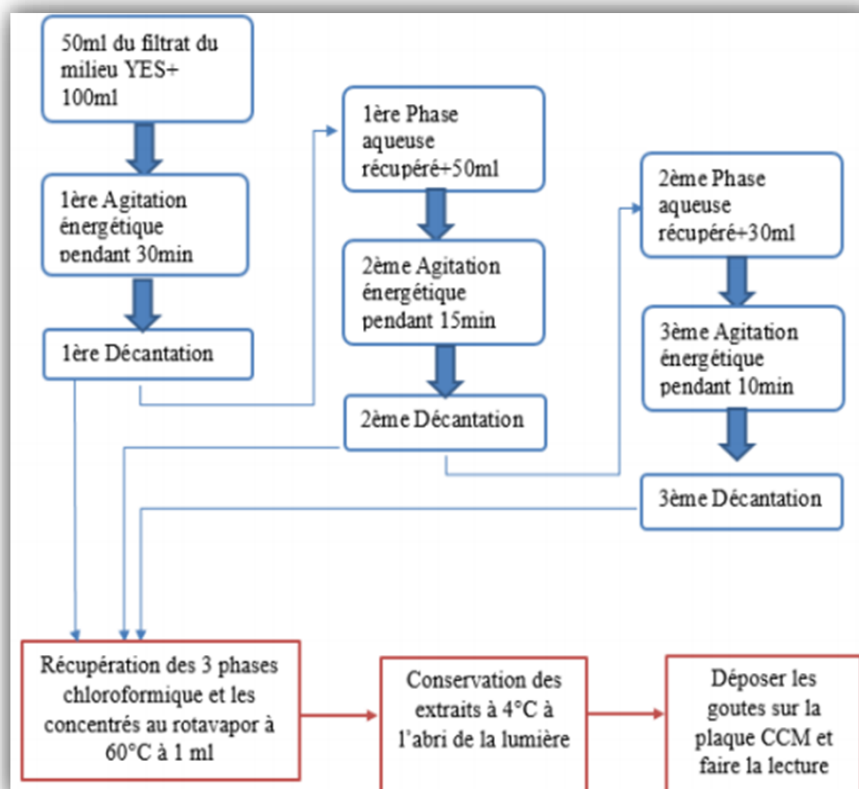 50ml du filtrat du
milieu YES+
100ml
1ère Agitation
énergétique
pendant 30min
1ère Décantation
1ère Phase
aqueuse
récupéré+50ml
2ème Agitation
énergétique
pendant 15min
2ème Décantation
2ème Phase
aqueuse
récupéré+30ml
3ème Agitation
énergétique
pendant 10min
3ème Décantation
Récupération des 3 phases
chloroformique et les
concentrés au rotavapor à
60°C à 1 ml
Conservation des
extraits à 4°C à
l'abri de la lumière
Déposer les
goutes sur la
plaque CCM et
faire la lecture